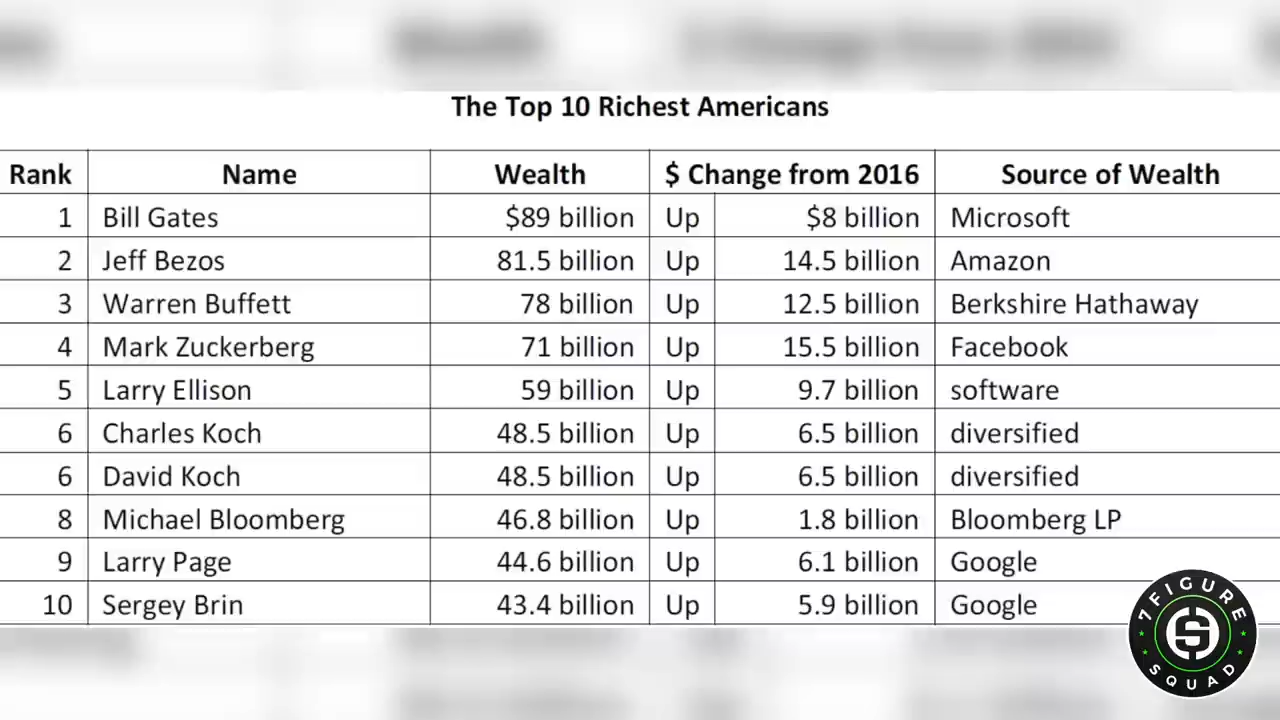 The Top 10 Richest Americans
Rank Name Wealth $ Change from 2016 Source of Wealth
1 Bill Gates $89 billion Up $8 billion Microsoft
2 Jeff Bezos 81.5 billion Up 14.5 billion Amazon
3 Warren Buffett 78 billion Up 12.5 billion Berkshire Hathaway
4 Mark Zuckerberg 71 billion Up 15.5 billion Facebook
5 Larry Ellison 59 billion Up 9.7 billion software
6 Charles Koch 48.5 billion Up 6.5 billion diversified
6 David Koch 48.5 billion Up 6.5 billion diversified
8 Michael Bloomberg 46.8 billion Up 1.8 billion Bloomberg LP
9 Larry Page 44.6 billion Up 6.1 billion Google
10 Sergey Brin 43.4 billion Up 5.9 billion Google
7 FIGURE
SQUAD